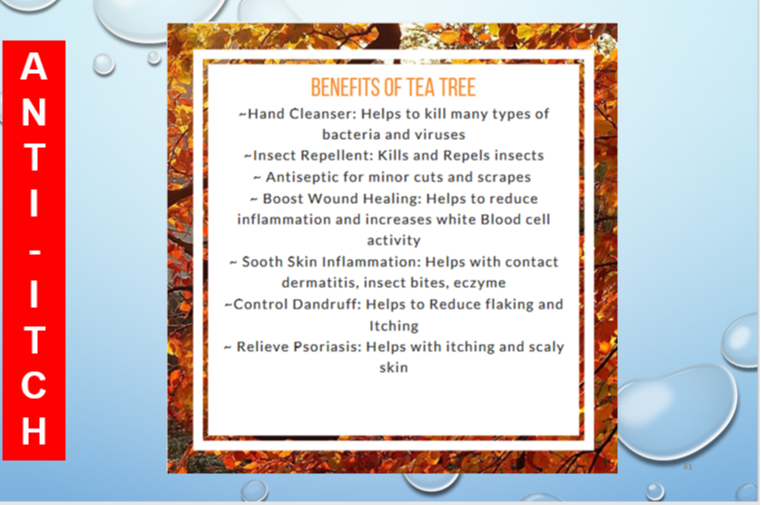 ANTI-ITCH
BENEFITS OF TEA TREE
~Hand Cleanser: Helps to kill many types of
bacteria and viruses
~Insect Repellent: Kills and Repels insects
~ Antiseptic for minor cuts and scrapes
~ Boost Wound Healing: Helps to reduce
inflammation and increases white Blood cell
activity
~ Sooth Skin Inflammation: Helps with contact
dermatitis, insect bites, eczyme
~Control Dandruff: Helps to Reduce flaking and
Itching
~ Relieve Psoriasis: Helps with itching and scaly
skin
41